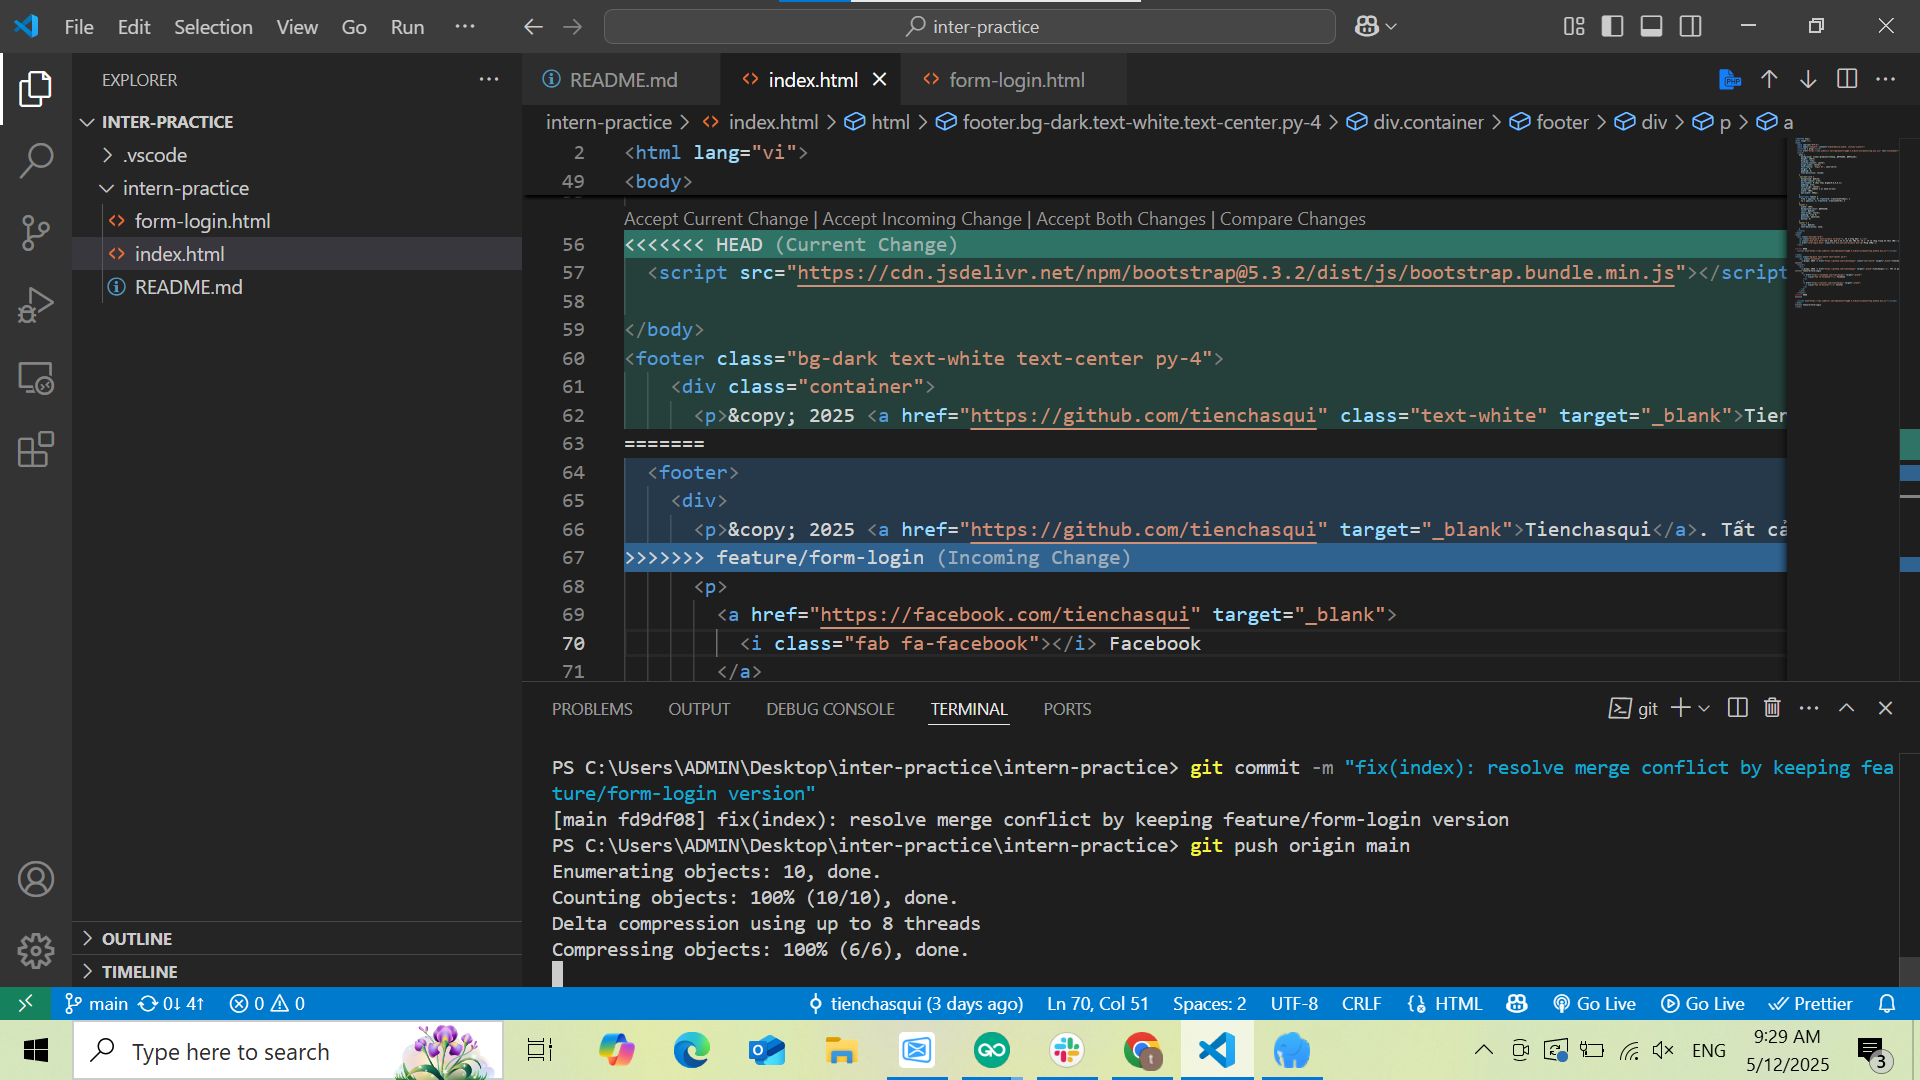 File Edit Selection View Go Run ···
inter-practice
EXPLORER ···
INTER-PRACTICE
.vscode
intern-practice
form-login.html
index.html
README.md
OUTLINE
TIMELINE
README.md
index.html
form-login.html
intern-practice > index.html > html > footer.bg-dark.text-white.text-center.py-4 > div.container > footer > div > p > a
2 <html lang="vi">
49 <body>
Accept Current Change | Accept Incoming Change | Accept Both Changes | Compare Changes
56 <<<<<<< HEAD (Current Change)
57 <script src="https://cdn.jsdelivr.net/npm/bootstrap@5.3.2/dist/js/bootstrap.bundle.min.js"></script
58
59 </body>
60 <footer class="bg-dark text-white text-center py-4">
61 <div class="container">
62 <p>&copy; 2025 <a href="https://github.com/tienchasqui" class="text-white" target="_blank">Tien
63 =======
64 <footer>
65 <div>
66 <p>&copy; 2025 <a href="https://github.com/tienchasqui" target="_blank">Tienchasqui</a>. Tất cả
67 >>>>>>> feature/form-login (Incoming Change)
68 <p>
69 <a href="https://facebook.com/tienchasqui" target="_blank">
70 <i class="fab fa-facebook"></i> Facebook
71 </a>
PROBLEMS OUTPUT DEBUG CONSOLE TERMINAL PORTS
git
PS C:\Users\ADMIN\Desktop\inter-practice\intern-practice> git commit -m "fix(index): resolve merge conflict by keeping fea
ture/form-login version"
[main fd9df08] fix(index): resolve merge conflict by keeping feature/form-login version
PS C:\Users\ADMIN\Desktop\inter-practice\intern-practice> git push origin main
Enumerating objects: 10, done.
Counting objects: 100% (10/10), done.
Delta compression using up to 8 threads
Compressing objects: 100% (6/6), done.
main 0↓ 4↑ 0 0 tienchasqui (3 days ago) Ln 70, Col 51 Spaces: 2 UTF-8 CRLF HTML Go Live Go Live Prettier
Type here to search
ENG
9:29 AM
5/12/2025
3